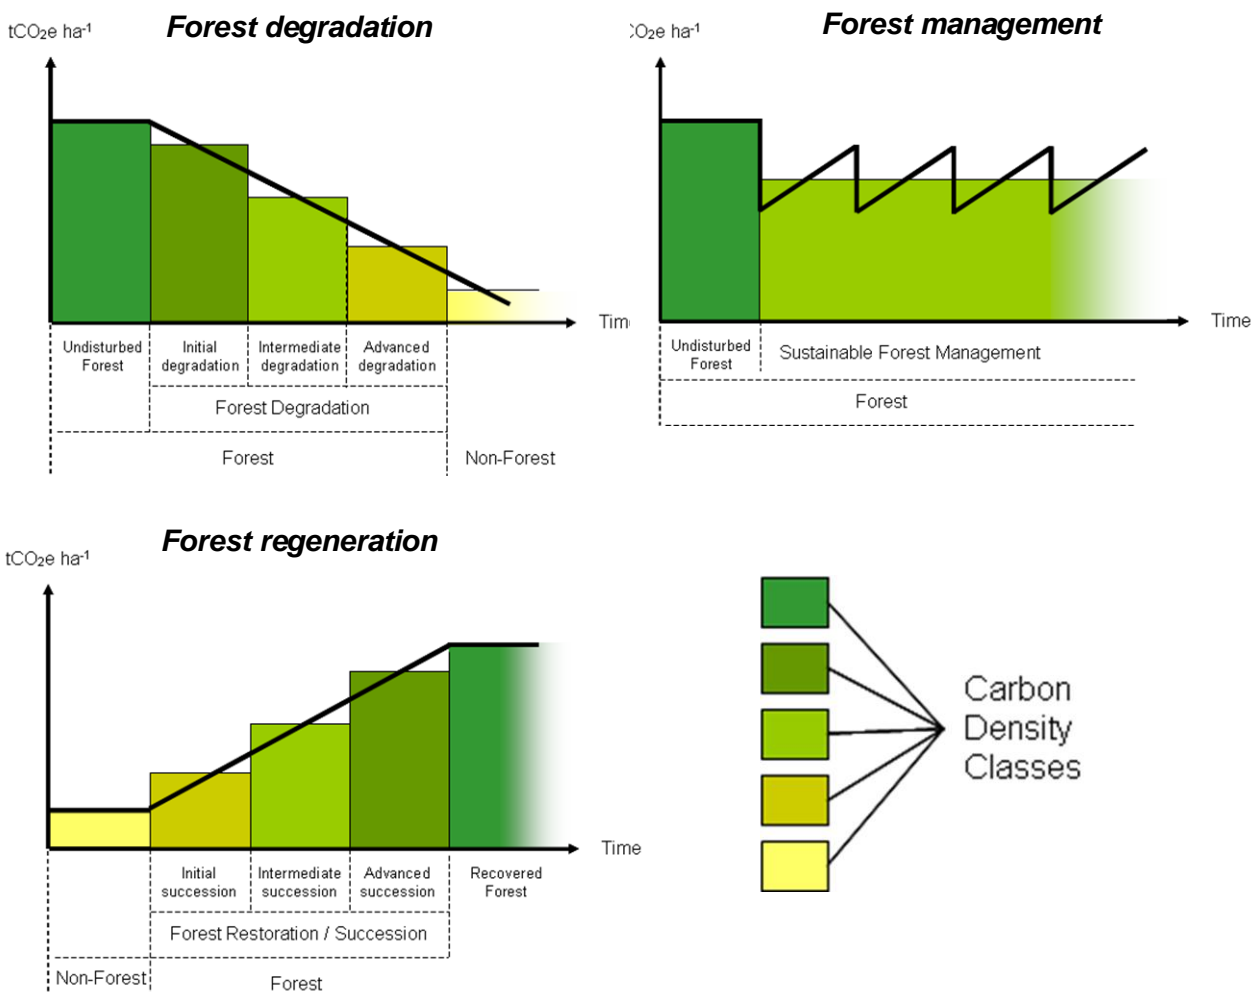 Forest degradation
tCO₂e ha⁻¹
Time
Undisturbed
Forest
Initial
degradation
Intermediate
degradation
Advanced
degradation
Forest Degradation
Forest
Non-Forest
Forest management
CO₂e ha⁻¹
Time
Undisturbed
Forest
Sustainable Forest Management
Forest
Forest regeneration
tCO₂e ha⁻¹
Time
Initial
succession
Intermediate
succession
Advanced
succession
Recovered
Forest
Forest Restoration / Succession
Non-Forest
Forest
Carbon
Density
Classes